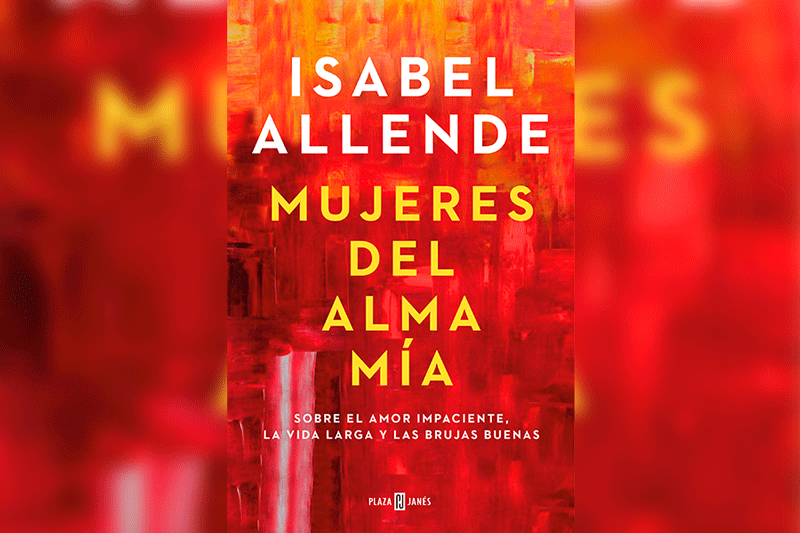 ISABEL
ALLENDE
MUJERES
DEL
ALMA
MÍA
SOBRE EL AMOR IMPACIENTE,
LA VIDA LARGA Y LAS BRUJAS BUENAS
PLAZA JANÉS